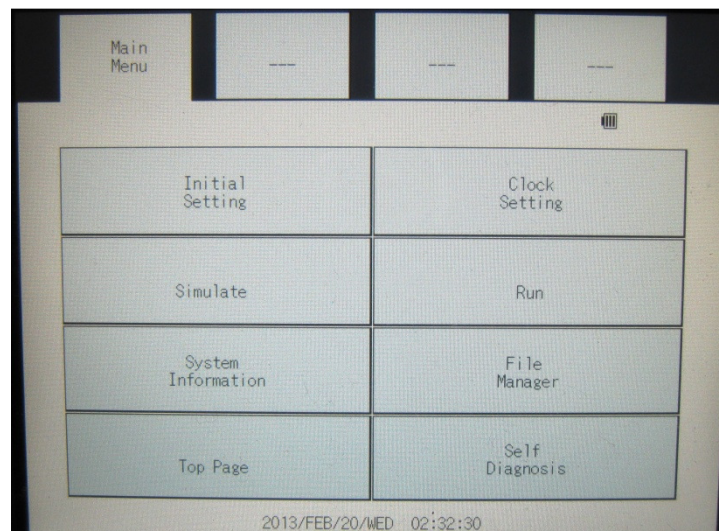 Main
Menu
---
---
---
Initial
Setting
Clock
Setting
Simulate
Run
System
Information
File
Manager
Top Page
Self
Diagnosis
2013/FEB/20/WED 02:32:30